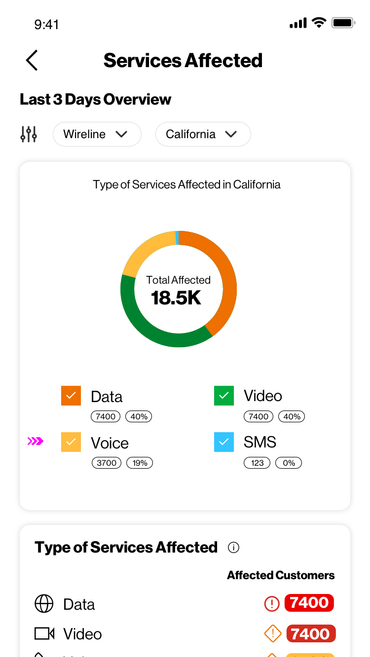 9:41
Services Affected
Last 3 Days Overview
Wireline California
Type of Services Affected in California
Total Affected
18.5K
Data Video
7400 40% 7400 40%
Voice SMS
3700 19% 123 0%
Type of Services Affected
Affected Customers
Data 7400
Video 7400